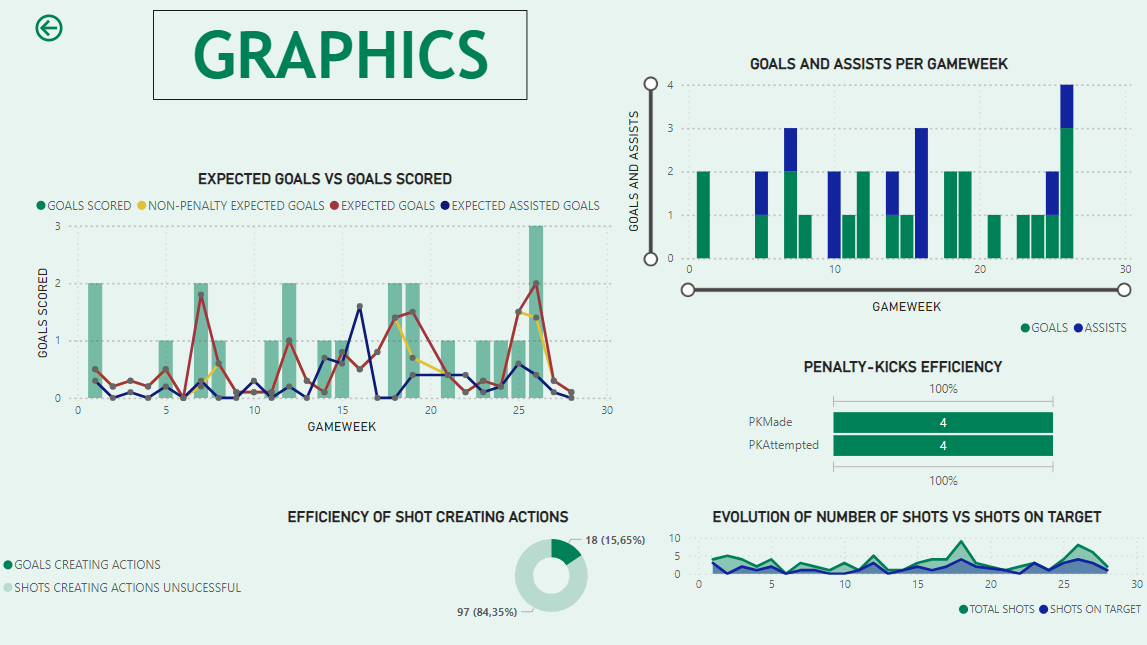 GRAPHICS
GOALS AND ASSISTS PER GAMEWEEK
GOALS AND ASSISTS
4
3
2
1
0
0 10 20 30
GAMEWEEK
GOALS ASSISTS
EXPECTED GOALS VS GOALS SCORED
GOALS SCORED NON-PENALTY EXPECTED GOALS EXPECTED GOALS EXPECTED ASSISTED GOALS
GOALS SCORED
3
2
1
0
0 5 10 15 20 25 30
GAMEWEEK
PENALTY-KICKS EFFICIENCY
100%
PKMade 4
PKAttempted 4
100%
EFFICIENCY OF SHOT CREATING ACTIONS
GOALS CREATING ACTIONS
SHOTS CREATING ACTIONS UNSUCESSFUL
18 (15,65%)
97 (84,35%)
EVOLUTION OF NUMBER OF SHOTS VS SHOTS ON TARGET
10
5
0
0 5 10 15 20 25 30
TOTAL SHOTS SHOTS ON TARGET